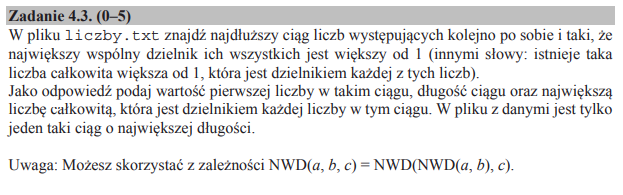 Zadanie 4.3. (0–5)
W pliku liczby.txt znajdź najdłuższy ciąg liczb występujących kolejno po sobie i taki, że
największy wspólny dzielnik ich wszystkich jest większy od 1 (innymi słowy: istnieje taka
liczba całkowita większa od 1, która jest dzielnikiem każdej z tych liczb).
Jako odpowiedź podaj wartość pierwszej liczby w takim ciągu, długość ciągu oraz największą
liczbę całkowitą, która jest dzielnikiem każdej liczby w tym ciągu. W pliku z danymi jest tylko
jeden taki ciąg o największej długości.
Uwaga: Możesz skorzystać z zależności NWD(a, b, c) = NWD(NWD(a, b), c).